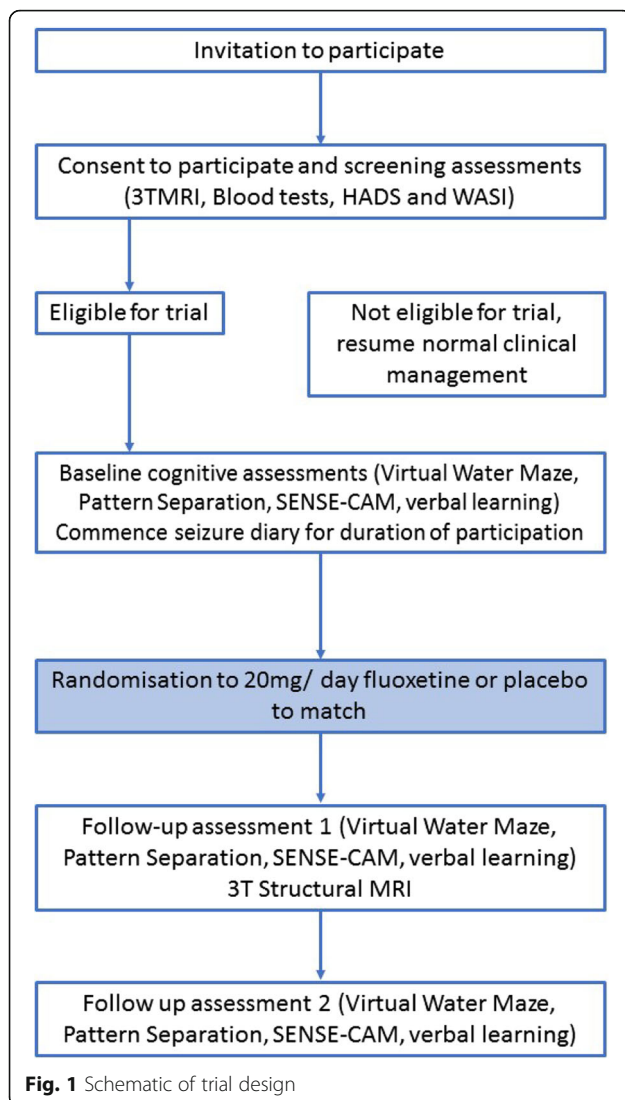 Invitation to participate
Consent to participate and screening assessments
(3TMRI, Blood tests, HADS and WASI)
Eligible for trial
Not eligible for trial,
resume normal clinical
management
Baseline cognitive assessments (Virtual Water Maze,
Pattern Separation, SENSE-CAM, verbal learning)
Commence seizure diary for duration of participation
Randomisation to 20mg/ day fluoxetine or placebo
to match
Follow-up assessment 1 (Virtual Water Maze,
Pattern Separation, SENSE-CAM, verbal learning)
3T Structural MRI
Follow up assessment 2 (Virtual Water Maze,
Pattern Separation, SENSE-CAM, verbal learning)
Fig. 1 Schematic of trial design